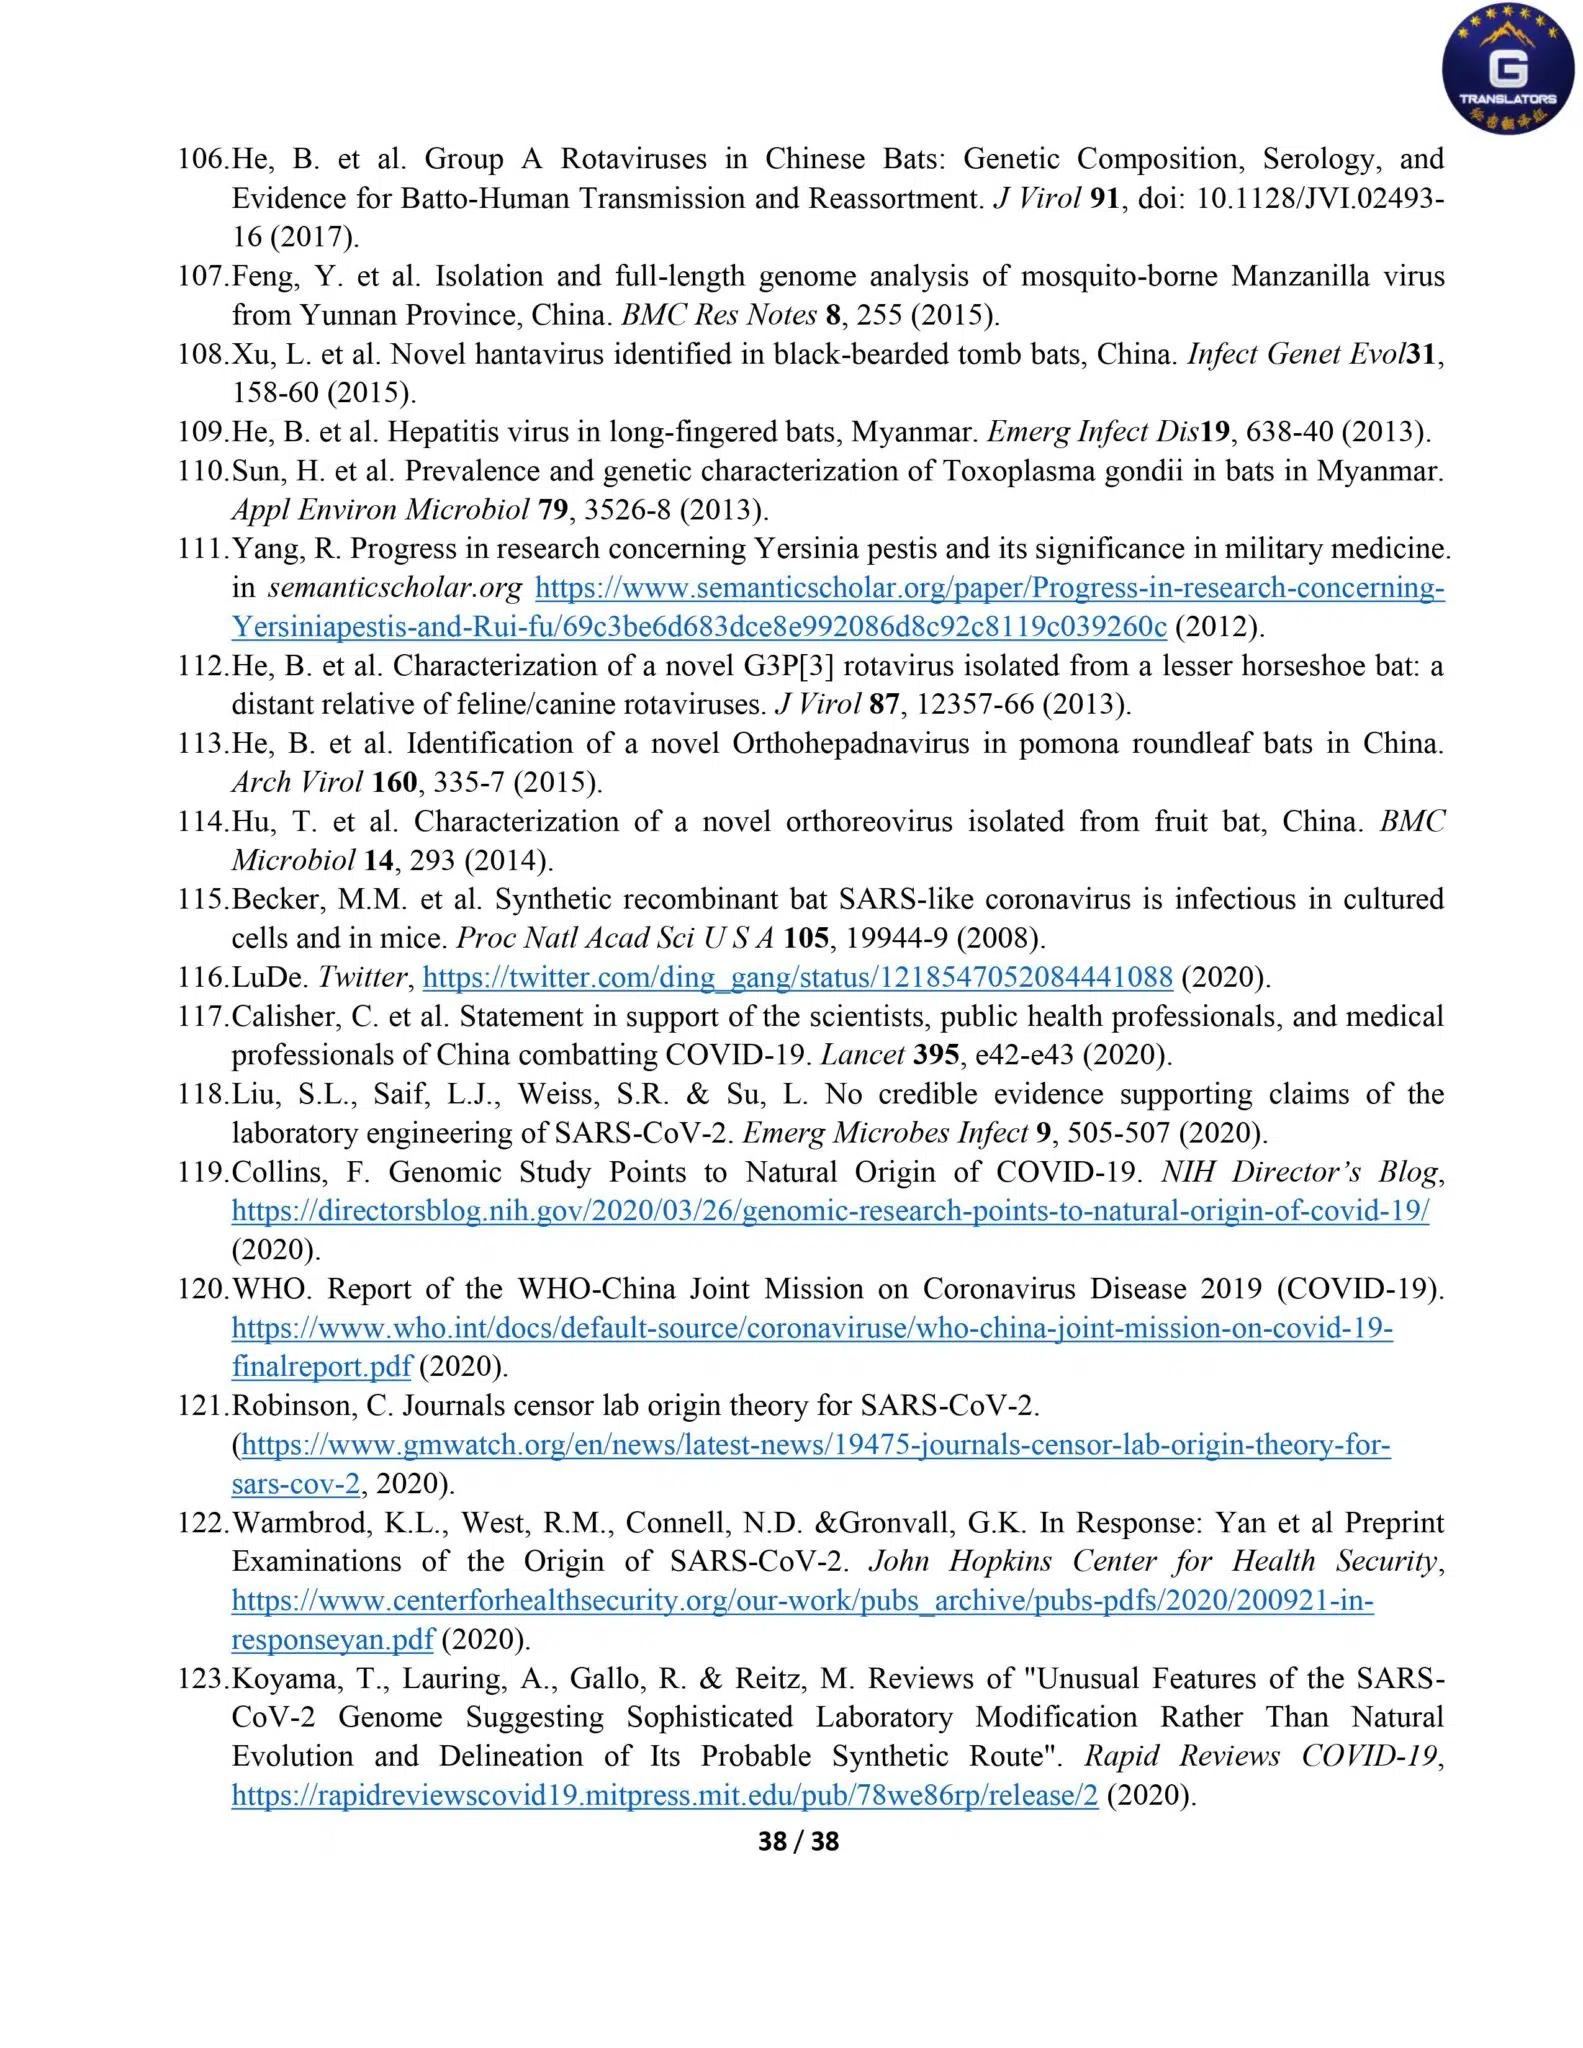 G
TRANSLATORS
106.He, B. et al. Group A Rotaviruses in Chinese Bats: Genetic Composition, Serology, and
Evidence for Batto-Human Transmission and Reassortment. J Virol 91, doi: 10.1128/JVI.02493-
16 (2017).
107.Feng, Y. et al. Isolation and full-length genome analysis of mosquito-borne Manzanilla virus
from Yunnan Province, China. BMC Res Notes 8, 255 (2015).
108.Xu, L. et al. Novel hantavirus identified in black-bearded tomb bats, China. Infect Genet Evol31,
158-60 (2015).
109.He, B. et al. Hepatitis virus in long-fingered bats, Myanmar. Emerg Infect Dis19, 638-40 (2013).
110.Sun, H. et al. Prevalence and genetic characterization of Toxoplasma gondii in bats in Myanmar.
Appl Environ Microbiol 79, 3526-8 (2013).
111.Yang, R. Progress in research concerning Yersinia pestis and its significance in military medicine.
in semanticscholar.org https://www.semanticscholar.org/paper/Progress-in-research-concerning-
Yersiniapestis-and-Rui-fu/69c3be6d683dce8e992086d8c92c8119c039260c (2012).
112.He, B. et al. Characterization of a novel G3P[3] rotavirus isolated from a lesser horseshoe bat: a
distant relative of feline/canine rotaviruses. J Virol 87, 12357-66 (2013).
113.He, B. et al. Identification of a novel Orthohepadnavirus in pomona roundleaf bats in China.
Arch Virol 160, 335-7 (2015).
114.Hu, T. et al. Characterization of a novel orthoreovirus isolated from fruit bat, China. BMC
Microbiol 14, 293 (2014).
115.Becker, M.M. et al. Synthetic recombinant bat SARS-like coronavirus is infectious in cultured
cells and in mice. Proc Natl Acad Sci U S A 105, 19944-9 (2008).
116.LuDe. Twitter, https://twitter.com/ding_gang/status/1218547052084441088 (2020).
117.Calisher, C. et al. Statement in support of the scientists, public health professionals, and medical
professionals of China combatting COVID-19. Lancet 395, e42-e43 (2020).
118.Liu, S.L., Saif, L.J., Weiss, S.R. & Su, L. No credible evidence supporting claims of the
laboratory engineering of SARS-CoV-2. Emerg Microbes Infect 9, 505-507 (2020).
119.Collins, F. Genomic Study Points to Natural Origin of COVID-19. NIH Director’s Blog,
https://directorsblog.nih.gov/2020/03/26/genomic-research-points-to-natural-origin-of-covid-19/
(2020).
120.WHO. Report of the WHO-China Joint Mission on Coronavirus Disease 2019 (COVID-19).
https://www.who.int/docs/default-source/coronaviruse/who-china-joint-mission-on-covid-19-
finalreport.pdf (2020).
121.Robinson, C. Journals censor lab origin theory for SARS-CoV-2.
(https://www.gmwatch.org/en/news/latest-news/19475-journals-censor-lab-origin-theory-for-
sars-cov-2, 2020).
122.Warmbrod, K.L., West, R.M., Connell, N.D. &Gronvall, G.K. In Response: Yan et al Preprint
Examinations of the Origin of SARS-CoV-2. John Hopkins Center for Health Security,
https://www.centerforhealthsecurity.org/our-work/pubs_archive/pubs-pdfs/2020/200921-in-
responseyan.pdf (2020).
123.Koyama, T., Lauring, A., Gallo, R. & Reitz, M. Reviews of "Unusual Features of the SARS-
CoV-2 Genome Suggesting Sophisticated Laboratory Modification Rather Than Natural
Evolution and Delineation of Its Probable Synthetic Route". Rapid Reviews COVID-19,
https://rapidreviewscovid19.mitpress.mit.edu/pub/78we86rp/release/2 (2020).
38 / 38